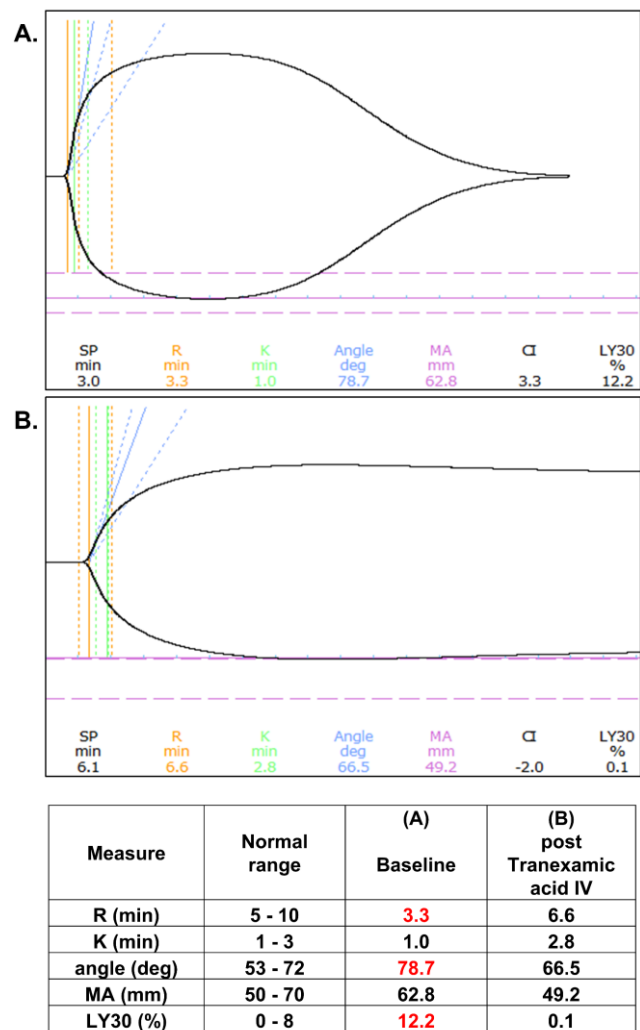 A.
SP R K Angle MA CI LY30
min min min deg mm %
3.0 3.3 1.0 78.7 62.8 3.3 12.2
B.
SP R K Angle MA CI LY30
min min min deg mm %
6.1 6.6 2.8 66.5 49.2 -2.0 0.1
Measure Normal range (A) Baseline (B) post Tranexamic acid IV
R (min) 5 - 10 3.3 6.6
K (min) 1 - 3 1.0 2.8
angle (deg) 53 - 72 78.7 66.5
MA (mm) 50 - 70 62.8 49.2
LY30 (%) 0 - 8 12.2 0.1